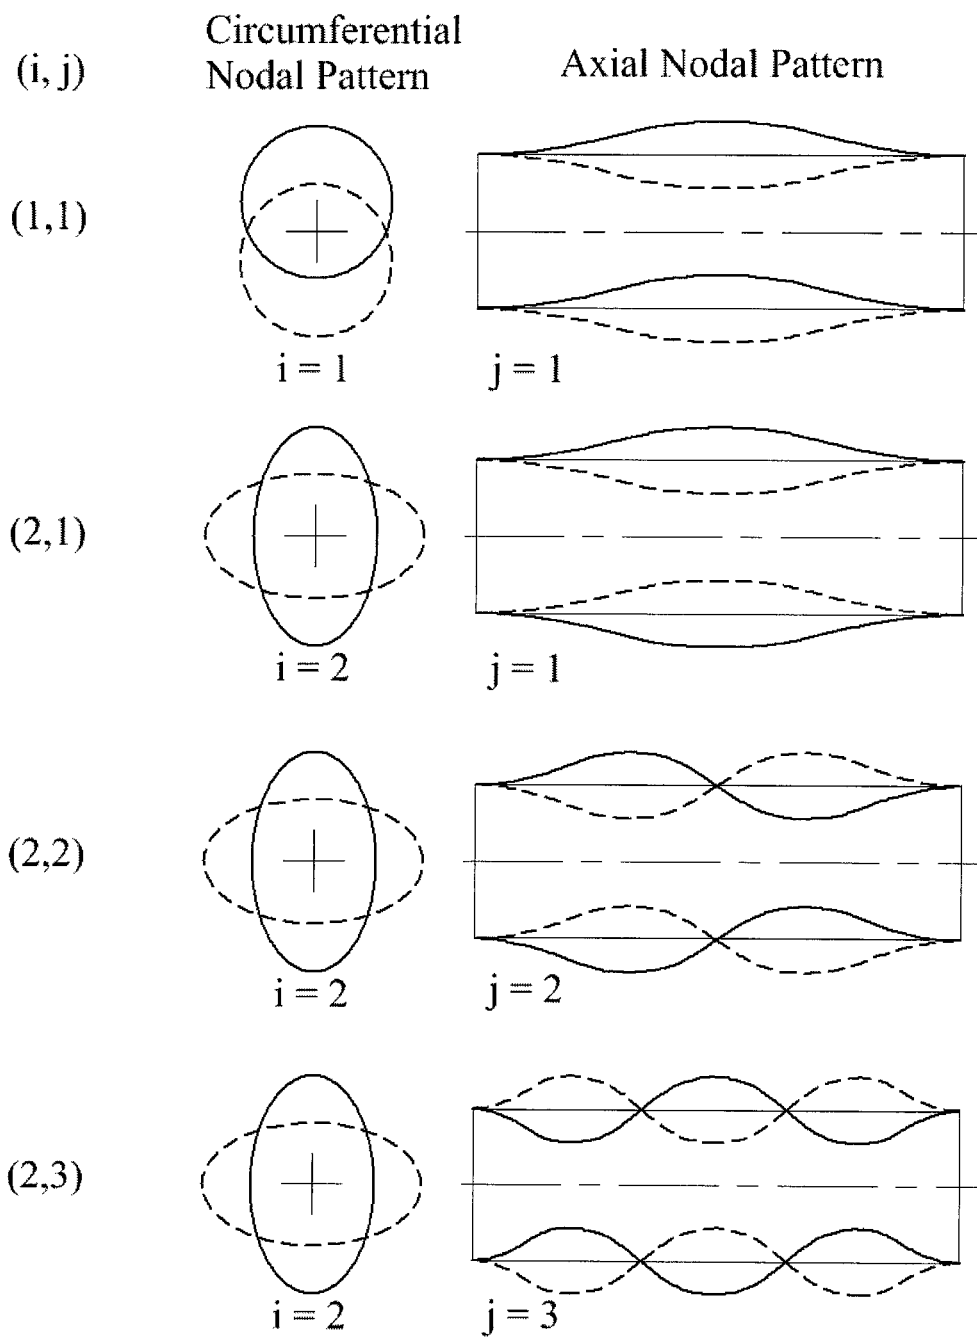 (i, j)
Circumferential
Nodal Pattern
Axial Nodal Pattern
(1,1)
i = 1
j = 1
(2,1)
i = 2
j = 1
(2,2)
i = 2
j = 2
(2,3)
i = 2
j = 3